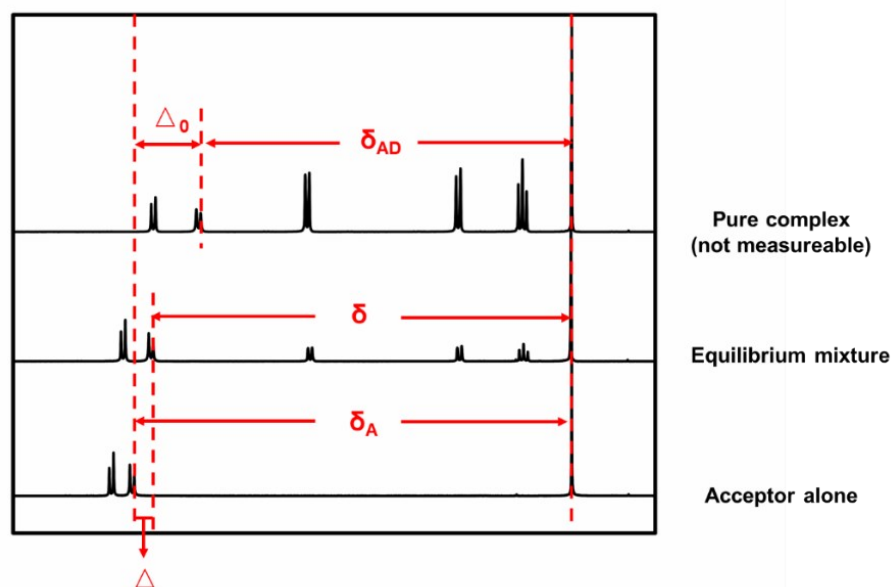 △₀
δAD
Pure complex
(not measureable)
δ
Equilibrium mixture
δA
Acceptor alone
△